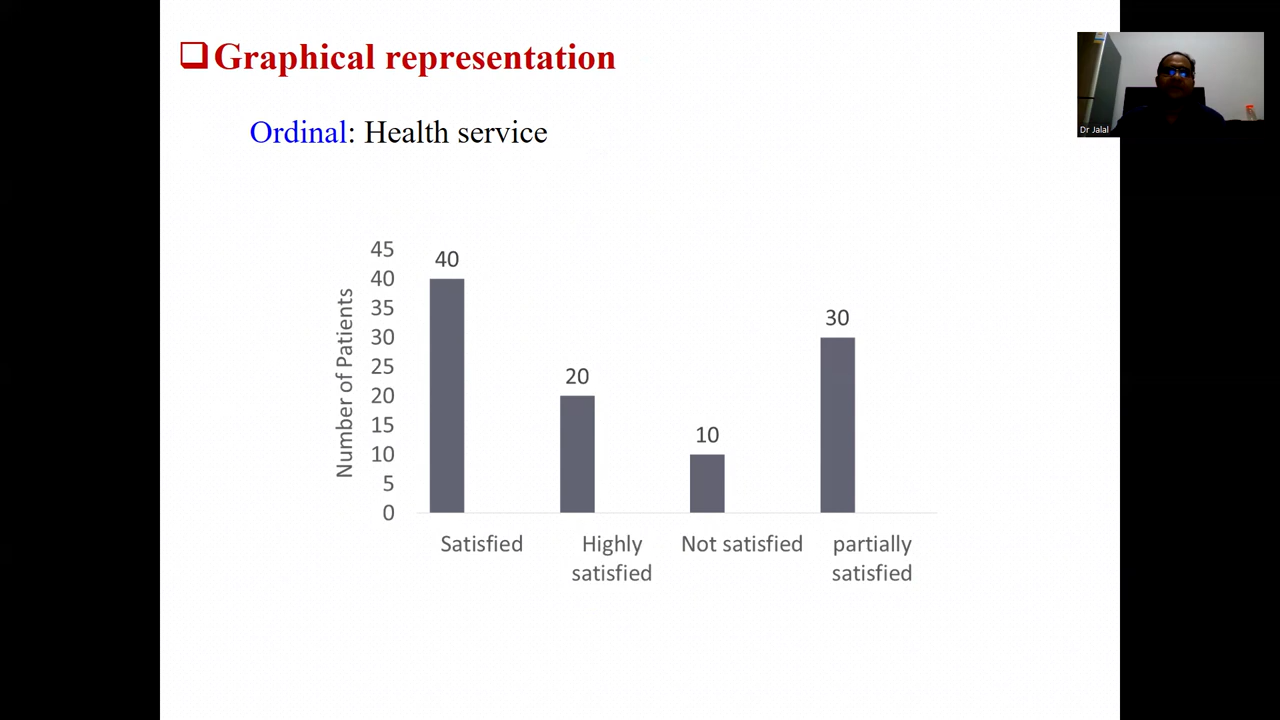 Graphical representation
Ordinal: Health service
Dr Jalal
45
40
35
30
25
20
15
10
5
0
Number of Patients
40
20
10
30
Satisfied
Highly
satisfied
Not satisfied
partially
satisfied